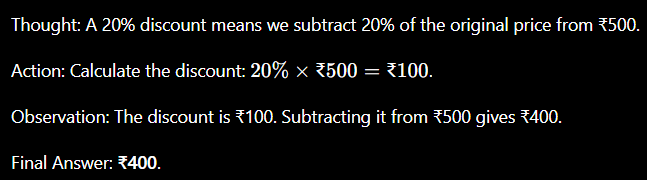 Thought: A 20% discount means we subtract 20% of the original price from ₹500.
Action: Calculate the discount: 20% × ₹500 = ₹100.
Observation: The discount is ₹100. Subtracting it from ₹500 gives ₹400.
Final Answer: ₹400.